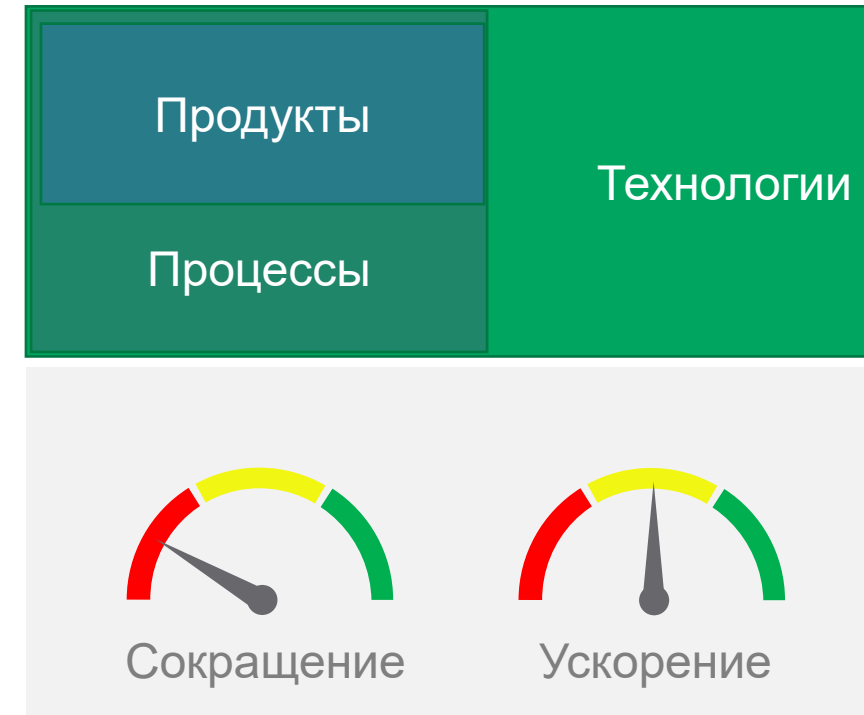 Продукты
Технологии
Процессы
Сокращение
Ускорение